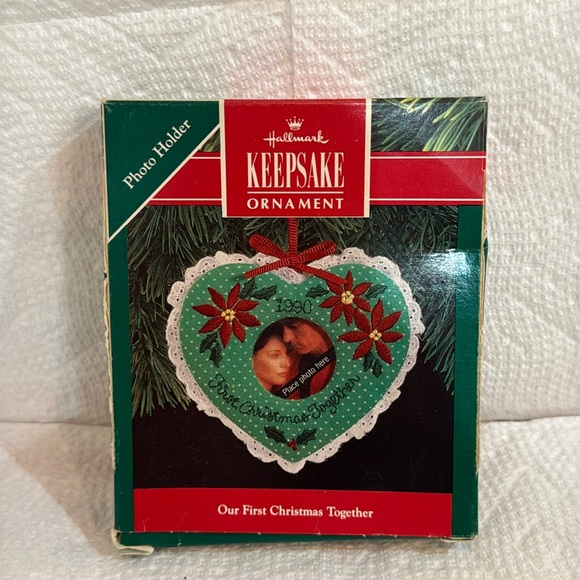 Photo Holder
Hallmark
KEEPSAKE
ORNAMENT
1990
Place photo here
First Christmas Together
Our First Christmas Together